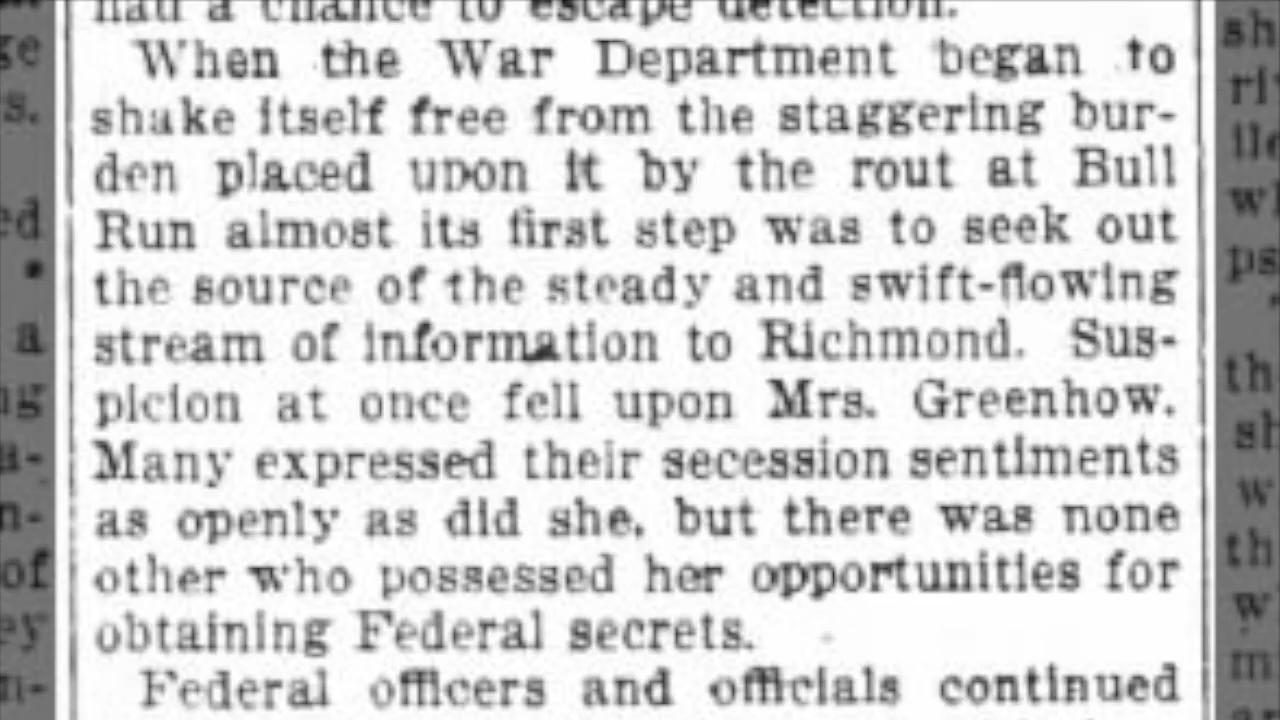 had a chance to escape detection.
When the War Department began to
shake itself free from the staggering bur-
den placed upon it by the rout at Bull
Run almost its first step was to seek out
the source of the steady and swift-flowing
stream of information to Richmond. Sus-
picion at once fell upon Mrs. Greenhow.
Many expressed their secession sentiments
as openly as did she, but there was none
other who possessed her opportunities for
obtaining Federal secrets.
Federal officers and officials continued